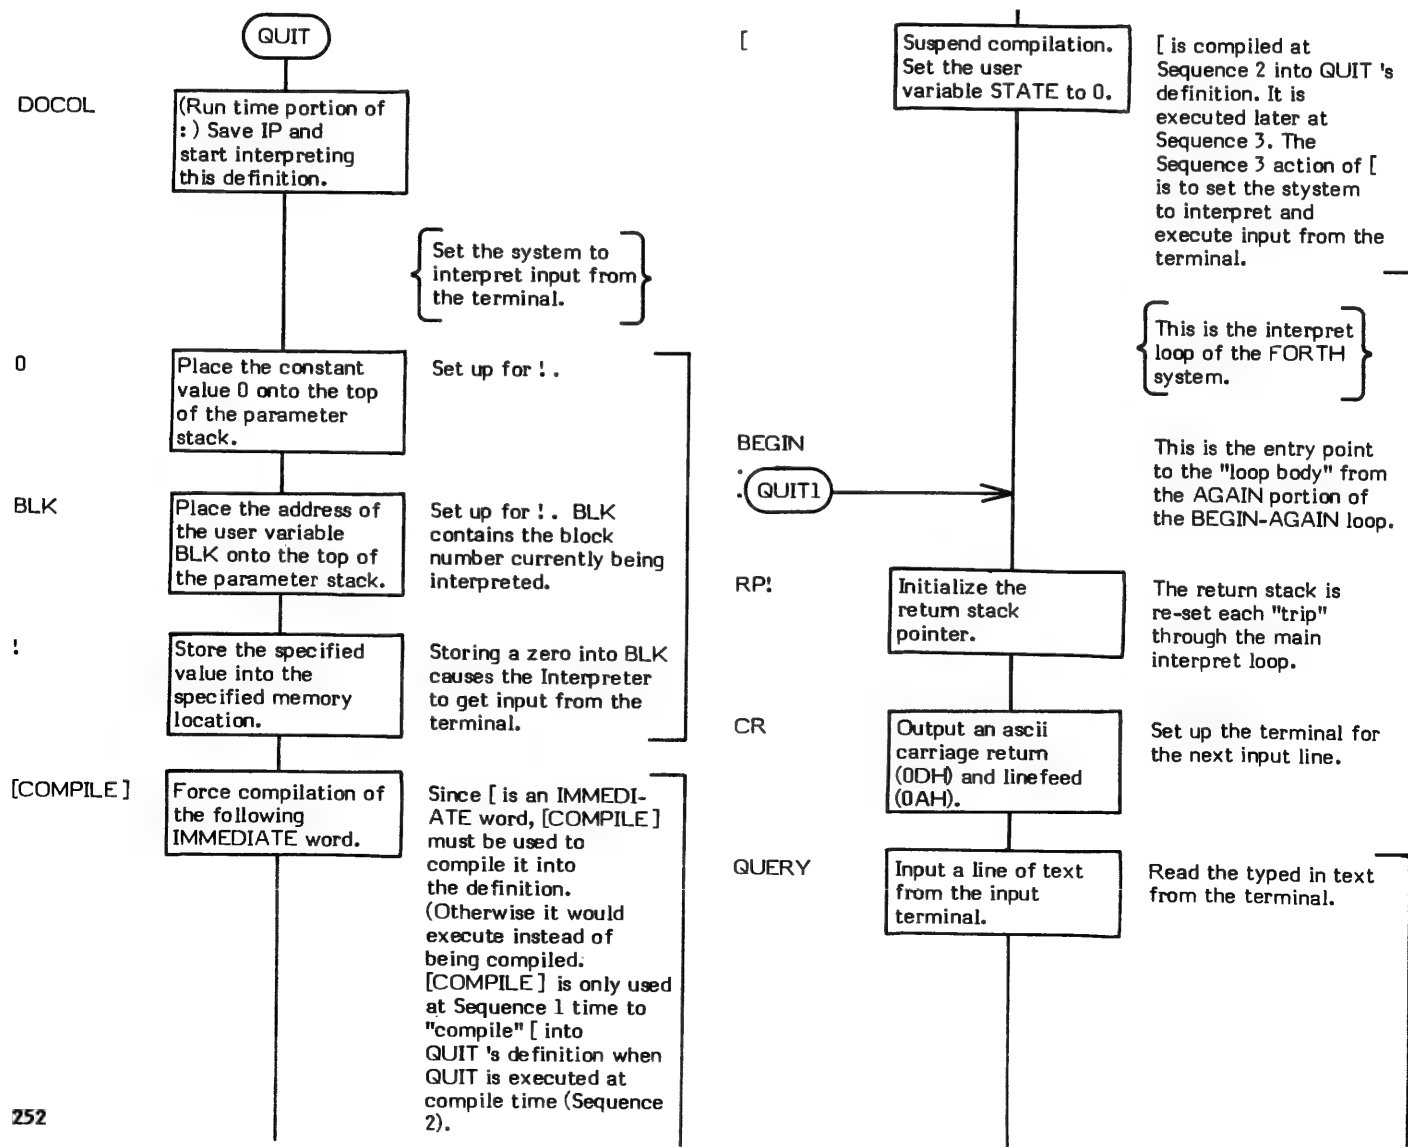 QUIT
DOCOL
(Run time portion of
: ) Save IP and
start interpreting
this definition.
Set the system to
interpret input from
the terminal.
0
Place the constant
value 0 onto the top
of the parameter
stack.
Set up for ! .
BLK
Place the address of
the user variable
BLK onto the top of
the parameter stack.
Set up for ! . BLK
contains the block
number currently being
interpreted.
!
Store the specified
value into the
specified memory
location.
Storing a zero into BLK
causes the Interpreter
to get input from the
terminal.
[COMPILE ]
Force compilation of
the following
IMMEDIATE word.
Since [ is an IMMEDI-
ATE word, [COMPILE ]
must be used to
compile it into
the definition.
(Otherwise it would
execute instead of
being compiled.
[COMPILE ] is only used
at Sequence 1 time to
"compile" [ into
QUIT 's definition when
QUIT is executed at
compile time (Sequence
2).
252
[
Suspend compilation.
Set the user
variable STATE to 0.
[ is compiled at
Sequence 2 into QUIT 's
definition. It is
executed later at
Sequence 3. The
Sequence 3 action of [
is to set the stystem
to interpret and
execute input from the
terminal.
This is the interpret
loop of the FORTH
system.
BEGIN
:
QUIT1
This is the entry point
to the "loop body" from
the AGAIN portion of
the BEGIN-AGAIN loop.
RP!
Initialize the
return stack
pointer.
The return stack is
re-set each "trip"
through the main
interpret loop.
CR
Output an ascii
carriage return
(0DH) and linefeed
(0AH).
Set up the terminal for
the next input line.
QUERY
Input a line of text
from the input
terminal.
Read the typed in text
from the terminal.